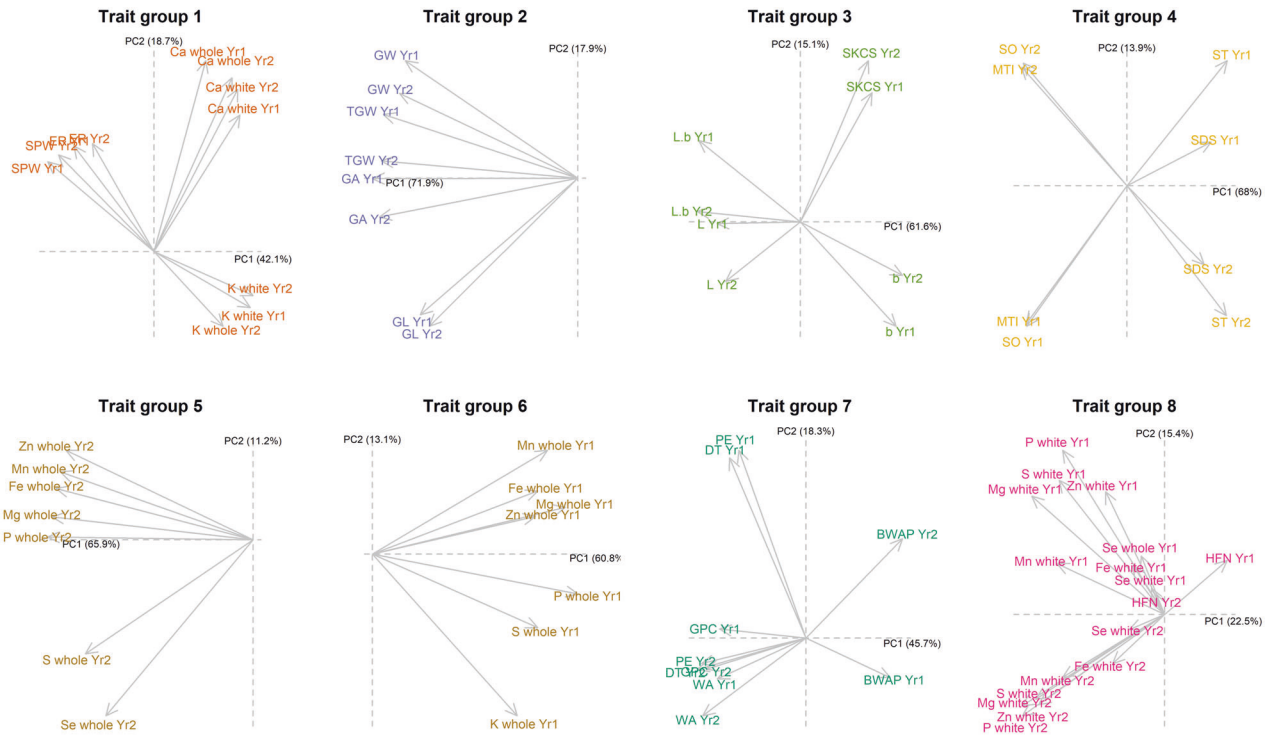 Trait group 1
PC2 (18.7%)
Ca whole Yr1
Ca whole Yr2
Ca white Yr2
Ca white Yr1
ER Yr2
ER Yr1
SPW Yr2
SPW Yr1
PC1 (42.1%)
K white Yr2
K white Yr1
K whole Yr2
Trait group 2
PC2 (17.9%)
GW Yr1
GW Yr2
TGW Yr1
TGW Yr2
GA Yr1
PC1 (71.9%)
GA Yr2
GL Yr1
GL Yr2
Trait group 3
PC2 (15.1%)
SKCS Yr2
SKCS Yr1
L.b Yr1
L.b Yr2
L Yr1
PC1 (61.6%)
L Yr2
b Yr2
b Yr1
Trait group 4
PC2 (13.9%)
SO Yr2
MTI Yr2
ST Yr1
SDS Yr1
PC1 (68%)
SDS Yr2
MTI Yr1
ST Yr2
SO Yr1
Trait group 5
PC2 (11.2%)
Zn whole Yr2
Mn whole Yr2
Fe whole Yr2
Mg whole Yr2
P whole Yr2
PC1 (65.9%)
S whole Yr2
Se whole Yr2
Trait group 6
PC2 (13.1%)
Mn whole Yr1
Fe whole Yr1
Mg whole Yr1
Zn whole Yr1
PC1 (60.8%
P whole Yr1
S whole Yr1
K whole Yr1
Trait group 7
PC2 (18.3%)
PE Yr1
DT Yr1
BWAP Yr2
GPC Yr1
PC1 (45.7%)
PE Yr2
GPC Yr2
DT Yr2
WA Yr1
BWAP Yr1
WA Yr2
Trait group 8
PC2 (15.4%)
P white Yr1
S white Yr1
Zn white Yr1
Mg white Yr1
Se whole Yr1
HFN Yr1
Mn white Yr1
Fe white Yr1
Se white Yr1
HFN Yr2
PC1 (22.5%)
Se white Yr2
Fe white Yr2
Mn white Yr2
S white Yr2
Mg white Yr2
Zn white Yr2
P white Yr2